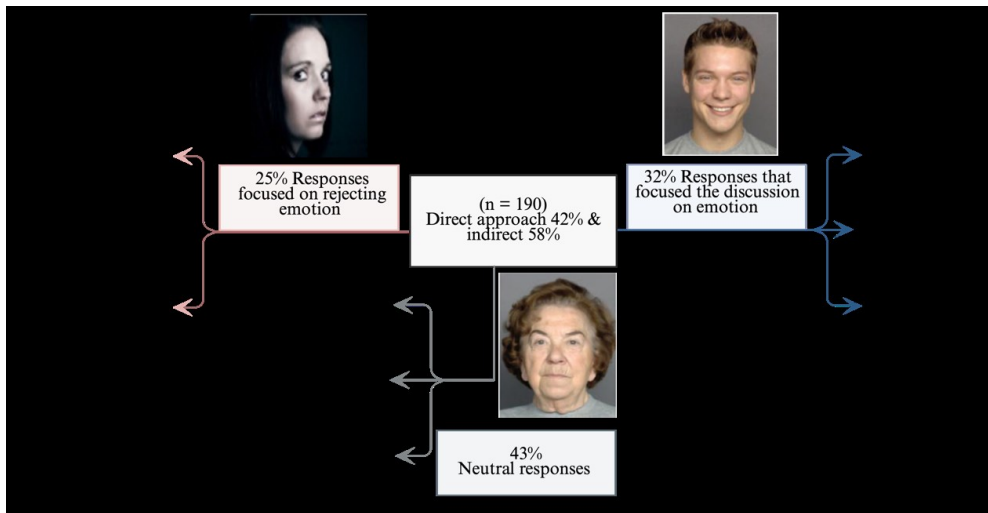 25% Responses
focused on rejecting
emotion
(n = 190)
Direct approach 42% &
indirect 58%
32% Responses that
focused the discussion
on emotion
43%
Neutral responses